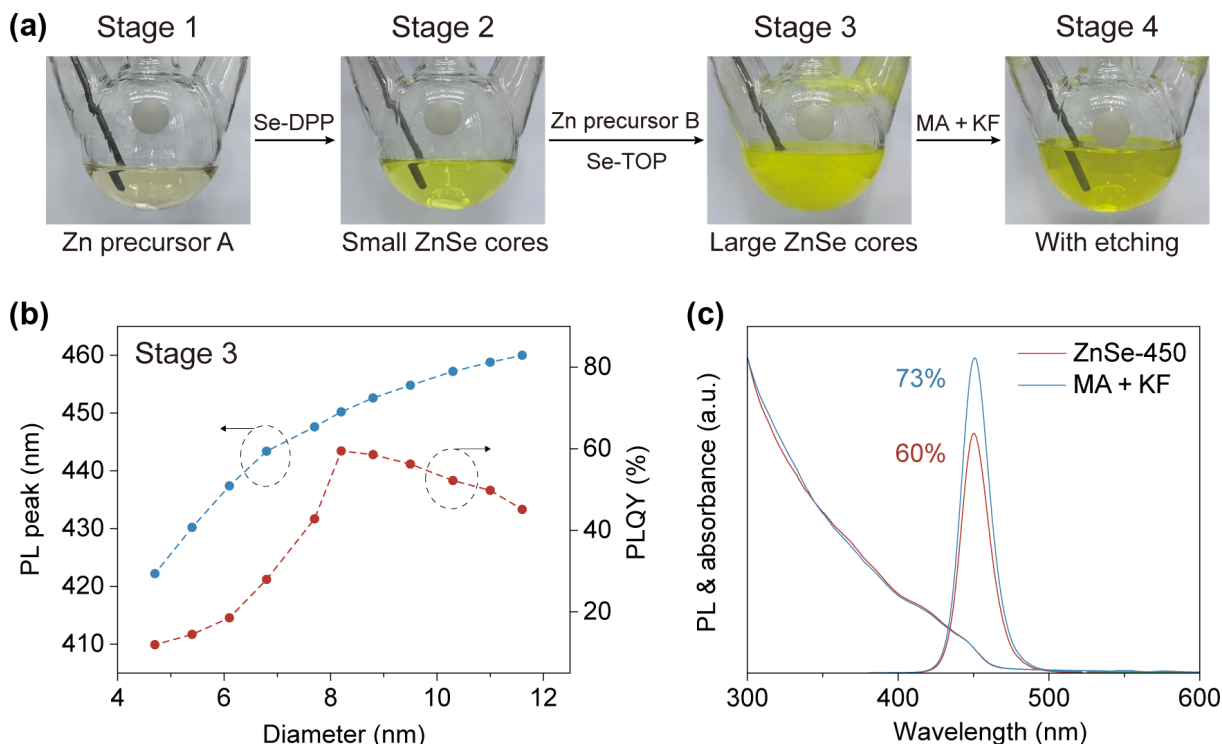 (a)
Stage 1
Stage 2
Stage 3
Stage 4
Se-DPP
Zn precursor B
Se-TOP
MA + KF
Zn precursor A
Small ZnSe cores
Large ZnSe cores
With etching
(b)
Stage 3
PL peak (nm)
460
450
440
430
420
410
80
60
40
20
PLQY (%)
4
6
8
10
12
Diameter (nm)
(c)
ZnSe-450
MA + KF
73%
60%
PL & absorbance (a.u.)
300
400
500
600
Wavelength (nm)